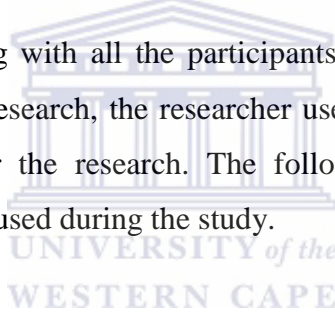 g with all the participants
esearch, the researcher use
r the research. The follo
used during the study.
UNIVERSITY of the
WESTERN CAPE